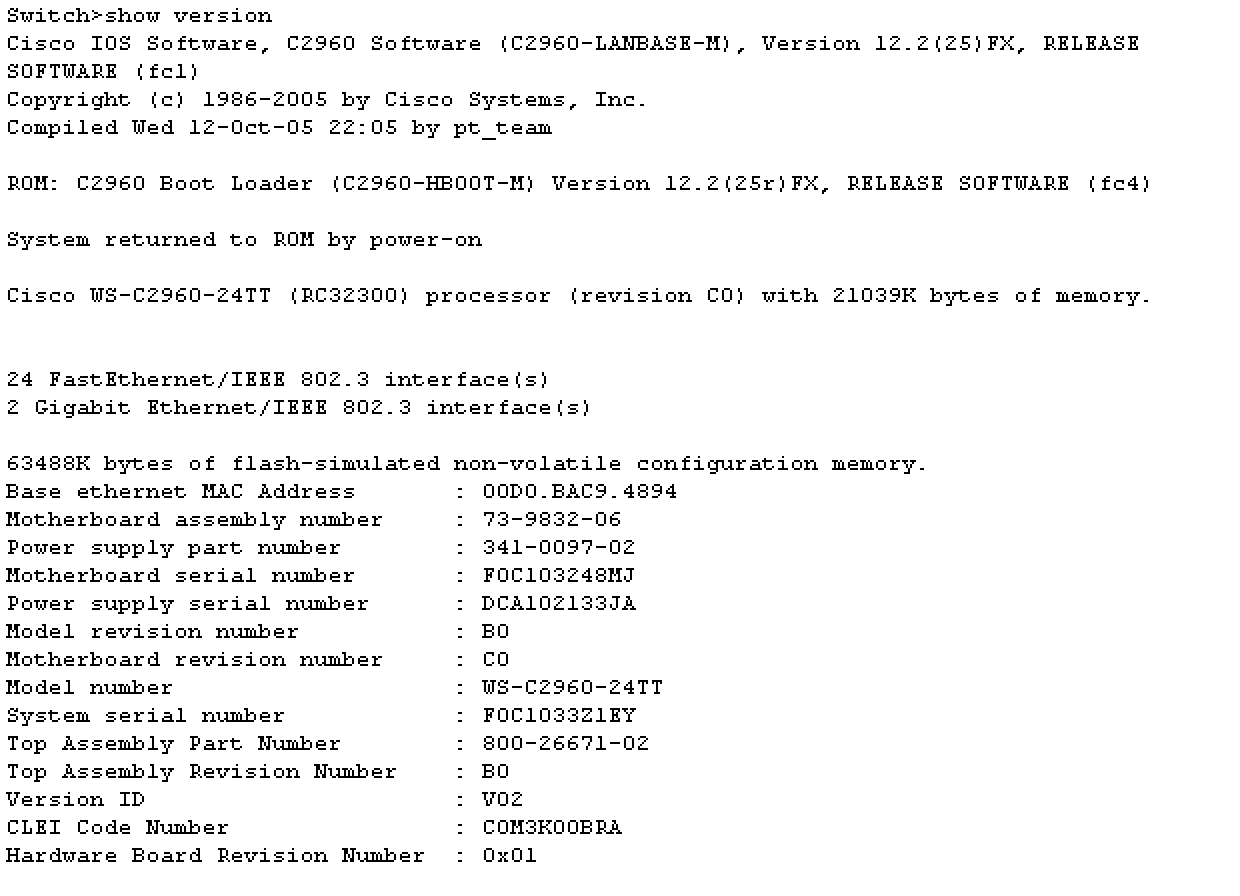 Switch>show version
Cisco IOS Software, C2960 Software (C2960-LANBASE-M), Version 12.2(25)FX, RELEASE
SOFTWARE (fc1)
Copyright (c) 1986-2005 by Cisco Systems, Inc.
Compiled Wed 12-Oct-05 22:05 by pt_team
ROM: C2960 Boot Loader (C2960-HBOOT-M) Version 12.2(25r)FX, RELEASE SOFTWARE (fc4)
System returned to ROM by power-on
Cisco WS-C2960-24TT (RC32300) processor (revision C0) with 21039K bytes of memory.
24 FastEthernet/IEEE 802.3 interface(s)
2 Gigabit Ethernet/IEEE 802.3 interface(s)
63488K bytes of flash-simulated non-volatile configuration memory.
Base ethernet MAC Address : 00D0.BAC9.4894
Motherboard assembly number : 73-9832-06
Power supply part number : 341-0097-02
Motherboard serial number : FOC103248MJ
Power supply serial number : DCA102133JA
Model revision number : B0
Motherboard revision number : C0
Model number : WS-C2960-24TT
System serial number : FOC1033Z1EY
Top Assembly Part Number : 800-26671-02
Top Assembly Revision Number : B0
Version ID : V02
CLEI Code Number : COM3K00BRA
Hardware Board Revision Number : 0x01